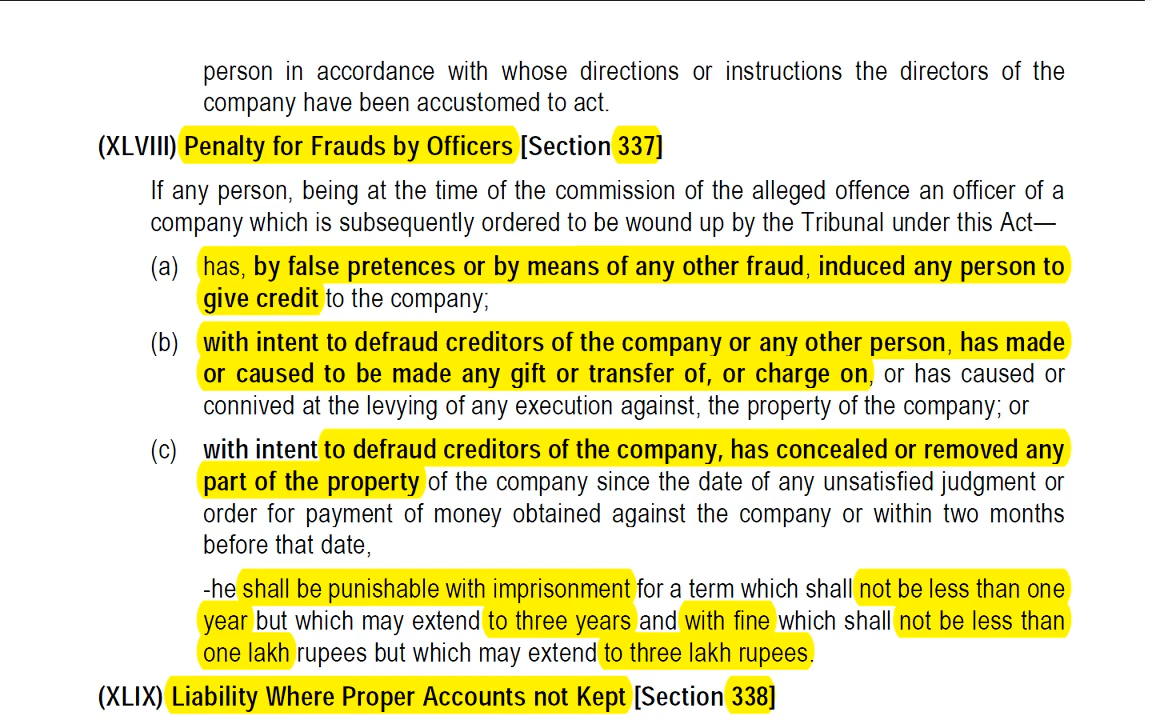 person in accordance with whose directions or instructions the directors of the
company have been accustomed to act.
(XLVIII) Penalty for Frauds by Officers [Section 337]
If any person, being at the time of the commission of the alleged offence an officer of a
company which is subsequently ordered to be wound up by the Tribunal under this Act—
(a) has, by false pretences or by means of any other fraud, induced any person to
give credit to the company;
(b) with intent to defraud creditors of the company or any other person, has made
or caused to be made any gift or transfer of, or charge on, or has caused or
connived at the levying of any execution against, the property of the company; or
(c) with intent to defraud creditors of the company, has concealed or removed any
part of the property of the company since the date of any unsatisfied judgment or
order for payment of money obtained against the company or within two months
before that date,
-he shall be punishable with imprisonment for a term which shall not be less than one
year but which may extend to three years and with fine which shall not be less than
one lakh rupees but which may extend to three lakh rupees.
(XLIX) Liability Where Proper Accounts not Kept [Section 338]